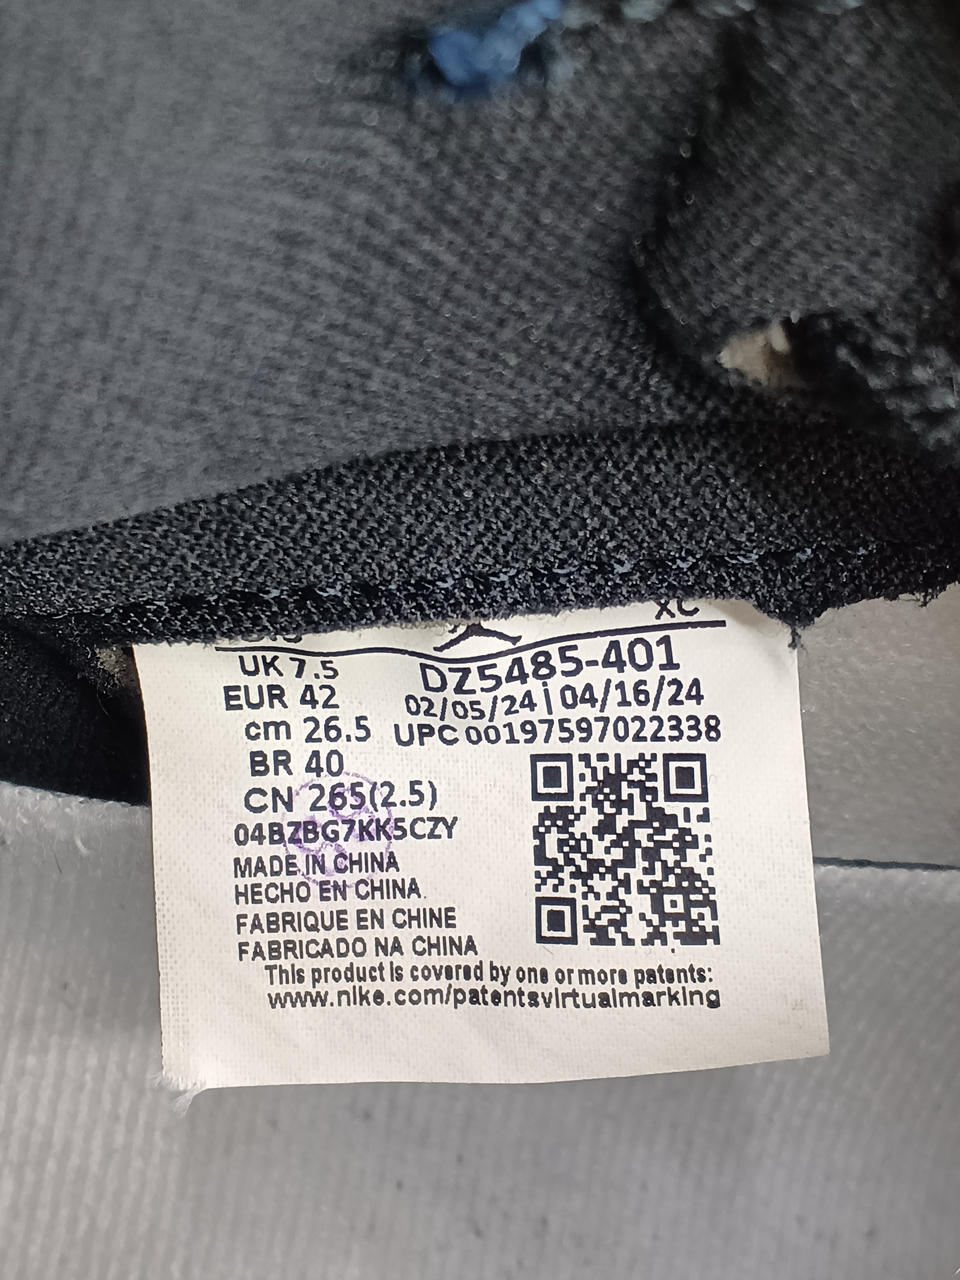 XC
UK 7.5
DZ5485-401
EUR 42
02/05/24 | 04/16/24
cm 26.5
UPC 00197597022338
BR 40
CN 265(2.5)
04BZBG7KK5CZY
MADE IN CHINA
HECHO EN CHINA
FABRIQUE EN CHINE
FABRICADO NA CHINA
This product is covered by one or more patents:
www.nike.com/patentsvirtualmarking